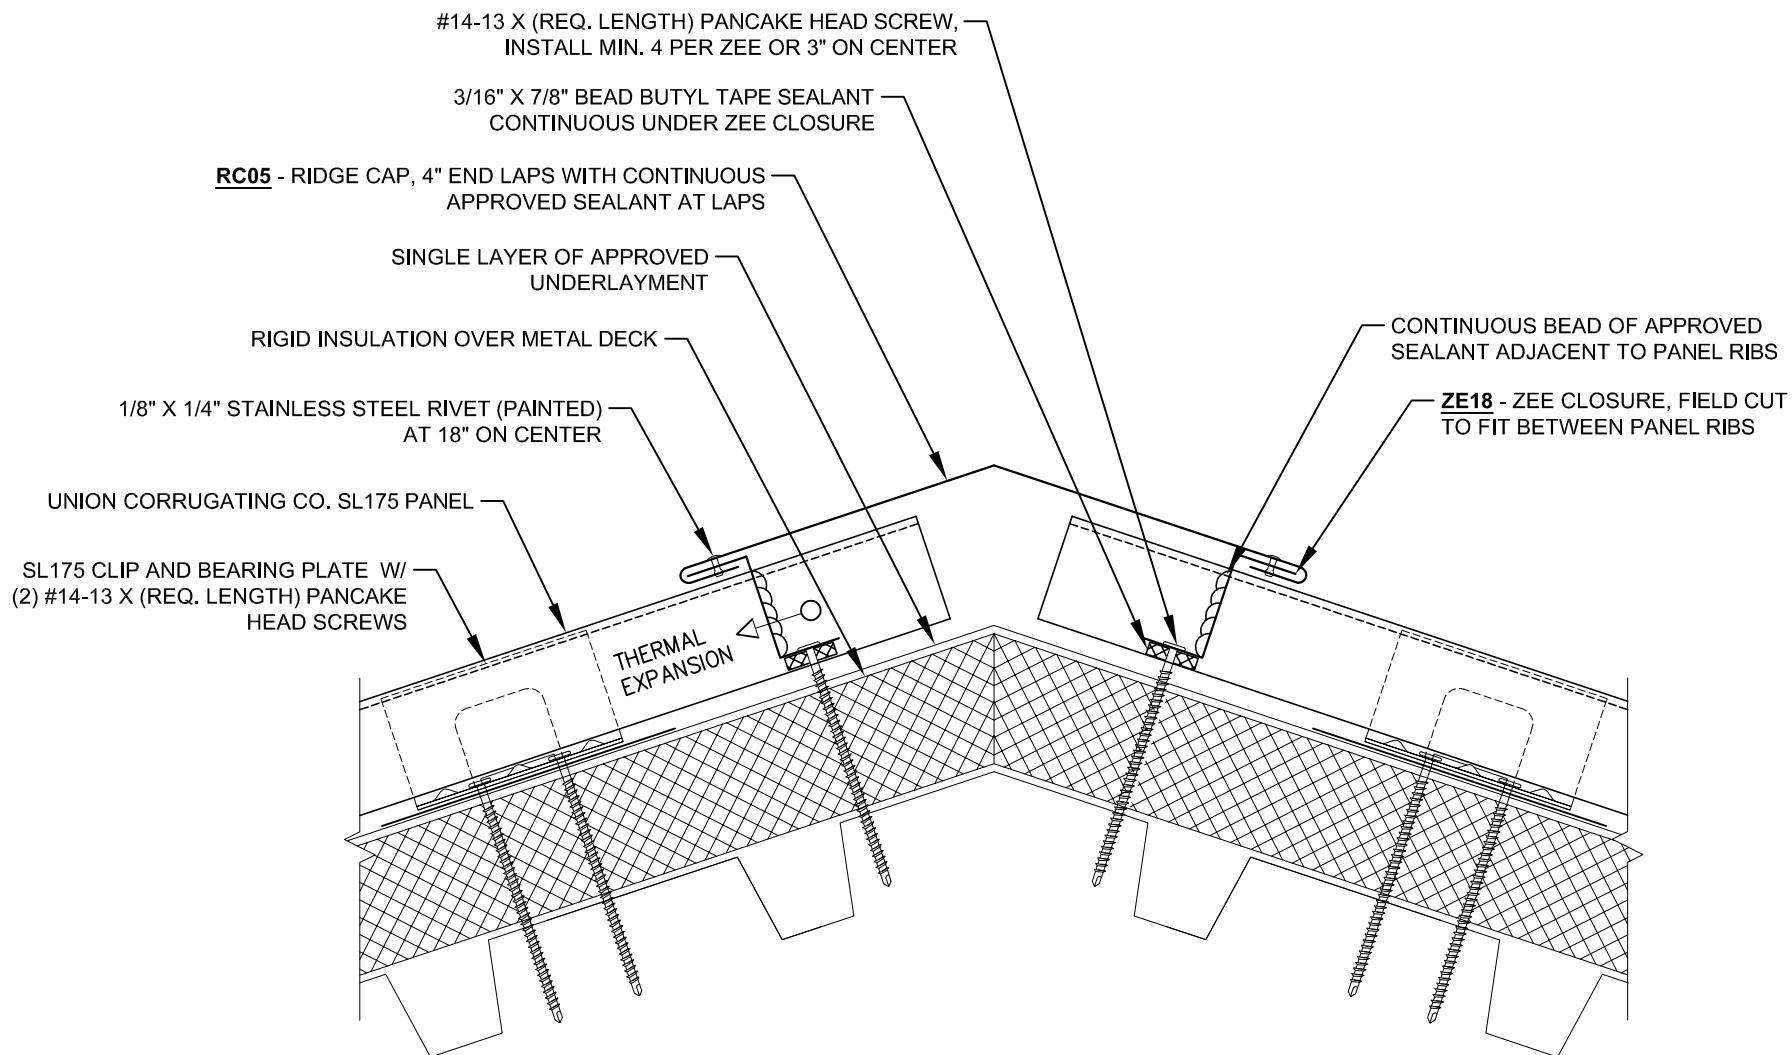 #14-13 X (REQ. LENGTH) PANCAKE HEAD SCREW,
INSTALL MIN. 4 PER ZEE OR 3" ON CENTER
3/16" X 7/8" BEAD BUTYL TAPE SEALANT
CONTINUOUS UNDER ZEE CLOSURE
RC05 - RIDGE CAP, 4" END LAPS WITH CONTINUOUS
APPROVED SEALANT AT LAPS
SINGLE LAYER OF APPROVED
UNDERLAYMENT
RIGID INSULATION OVER METAL DECK
1/8" X 1/4" STAINLESS STEEL RIVET (PAINTED)
AT 18" ON CENTER
UNION CORRUGATING CO. SL175 PANEL
SL175 CLIP AND BEARING PLATE W/
(2) #14-13 X (REQ. LENGTH) PANCAKE
HEAD SCREWS
CONTINUOUS BEAD OF APPROVED
SEALANT ADJACENT TO PANEL RIBS
ZE18 - ZEE CLOSURE, FIELD CUT
TO FIT BETWEEN PANEL RIBS
THERMAL
EXPANSION